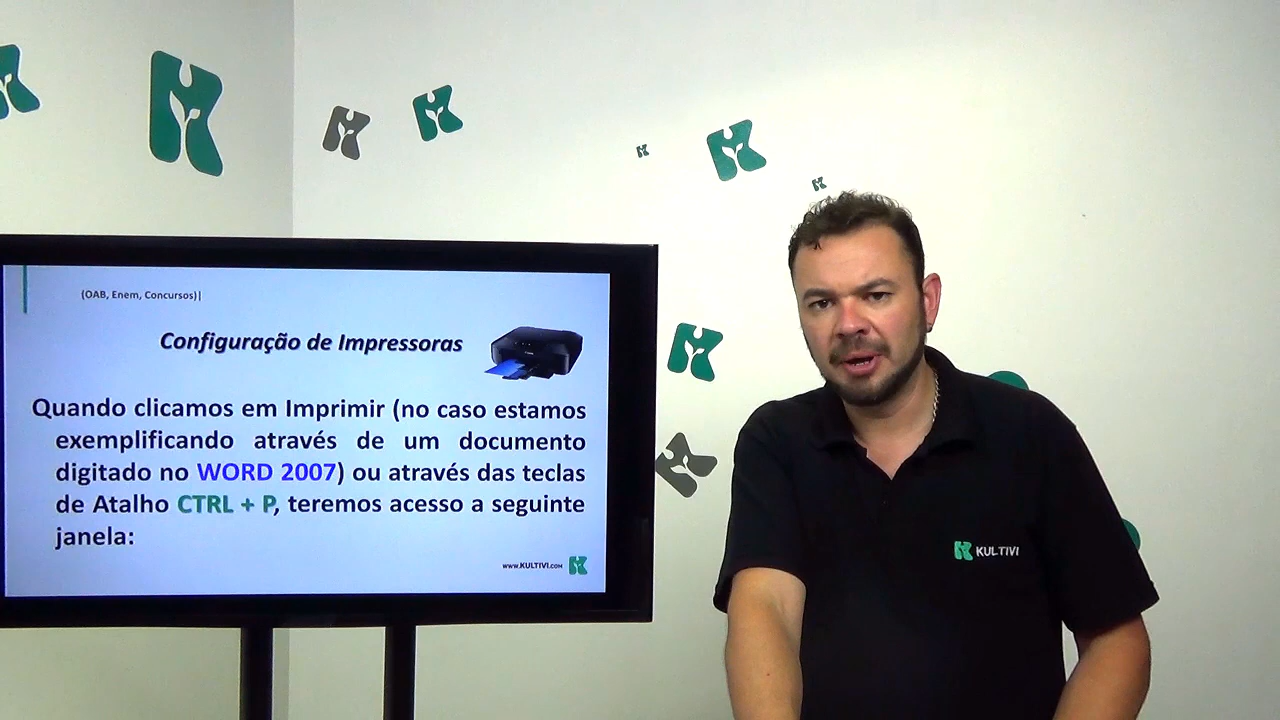 (OAB, Enem, Concursos)|
Configuração de Impressoras
Quando clicamos em Imprimir (no caso estamos
exemplificando através de um documento
digitado no WORD 2007) ou através das teclas
de Atalho CTRL + P, teremos acesso a seguinte
janela:
www.KULTIVI.COM
KULTIVI